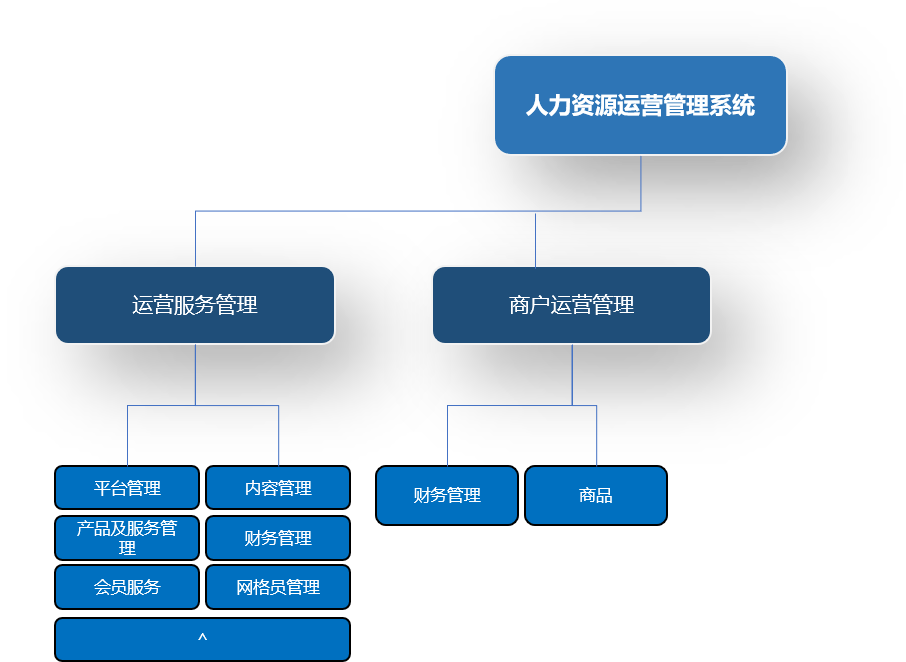 人力资源运营管理系统
运营服务管理
商户运营管理
平台管理
内容管理
财务管理
商品
产品及服务管
理
财务管理
会员服务
网格员管理
^